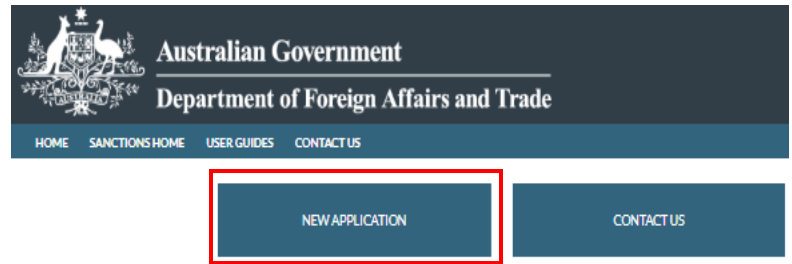 Australian Government
Department of Foreign Affairs and Trade
AUSTRALIA
HOME SANCTIONS HOME USER GUIDES CONTACT US
NEW APPLICATION CONTACT US